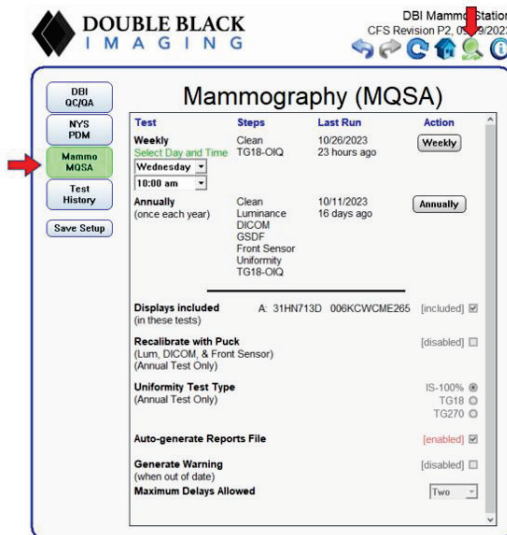 DOUBLE BLACK
IMAGING
DBI Mammo Station
CFS Revision P2,
DBI
QC/QA
NYS
PDM
Mammo
MQSA
Test
History
Save Setup
Mammography (MQSA)
Test Steps Last Run Action
Weekly Clean 10/26/2023 Weekly
Select Day and Time TG18-OIQ 23 hours ago
Wednesday
10:00 am
Annually Clean 10/11/2023 Annually
(once each year) Luminance 16 days ago
DICOM
GSDF
Front Sensor
Uniformity
TG18-OIQ
Displays included A: 31HN713D 006KCWCME265 [included]
(in these tests)
Recalibrate with Puck [disabled]
(Lum, DICOM, & Front Sensor)
(Annual Test Only)
Uniformity Test Type IS-100%
(Annual Test Only) TG18
TG270
Auto-generate Reports File [enabled]
Generate Warning [disabled]
(when out of date)
Maximum Delays Allowed Two